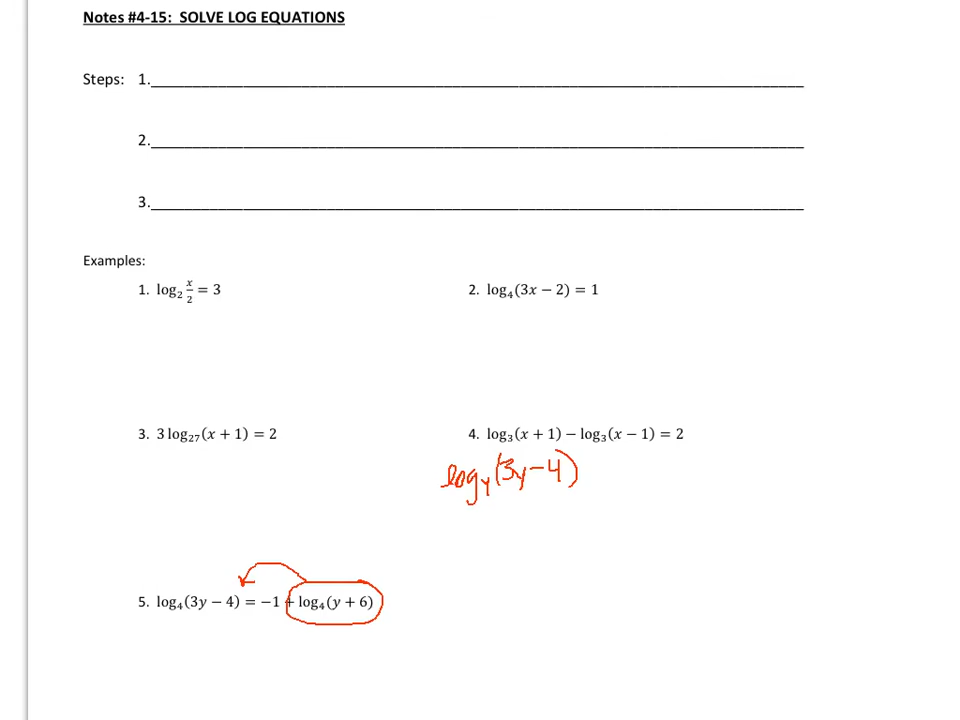 Notes #4-15: SOLVE LOG EQUATIONS
Steps: 1.
2.
3.
Examples:
1. log₂ x/2 = 3
2. log₄(3x − 2) = 1
3. 3 log₂₇(x + 1) = 2
4. log₃(x + 1) − log₃(x − 1) = 2
log₄(3y−4)
5. log₄(3y − 4) = −1 + log₄(y + 6)